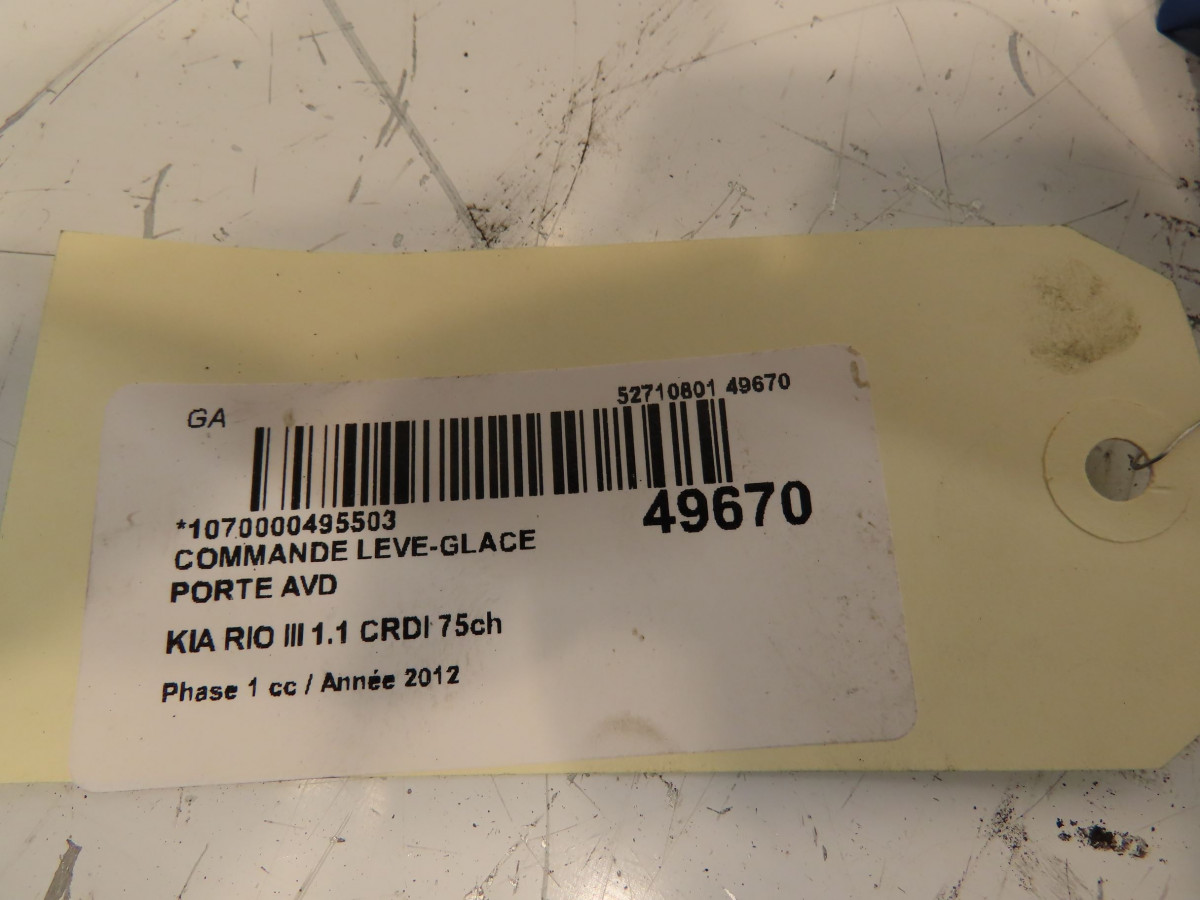 GA
52710801 49670
*1070000495503
49670
COMMANDE LEVE-GLACE
PORTE AVD
KIA RIO III 1.1 CRDI 75ch
Phase 1 cc / Année 2012